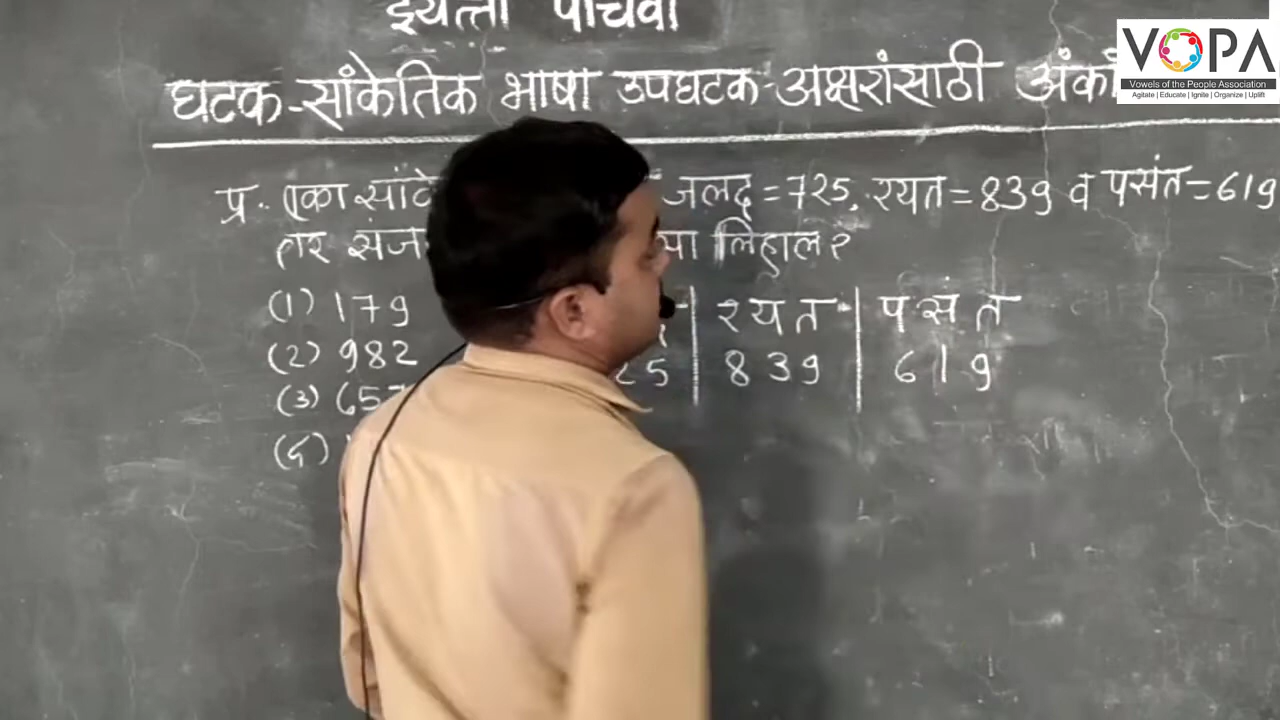 इयत्ता पाचवी
घटक-सांकेतिक भाषा उपघटक-अक्षरांसाठी
प्र. एका जलद = 725, रयत = 839 व पसंत = 619
तर लिहाल?
(1) 179
(2) 982
(3)
(4)
25 | रयत | पसंत
839 | 619
VOPA
Vowels of the People Association
Agitate | Educate | Ignite | Organize | Uplift